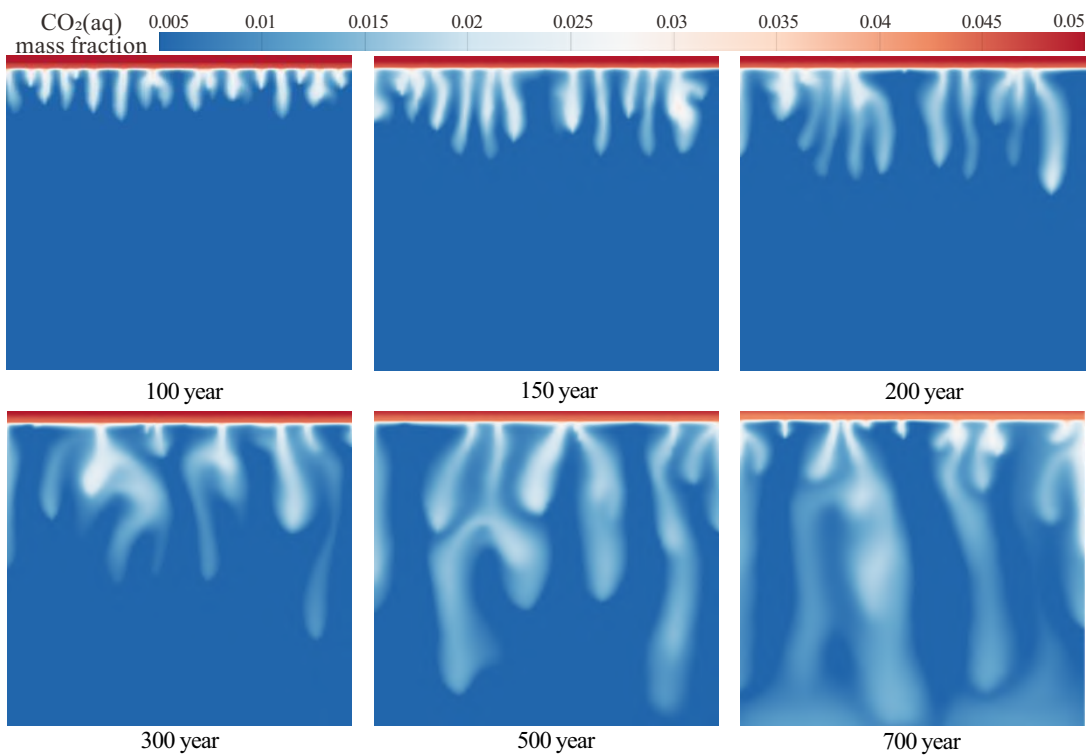 CO₂(aq) 0.005 0.01 0.015 0.02 0.025 0.03 0.035 0.04 0.045 0.05
mass fraction
100 year 150 year 200 year
300 year 500 year 700 year